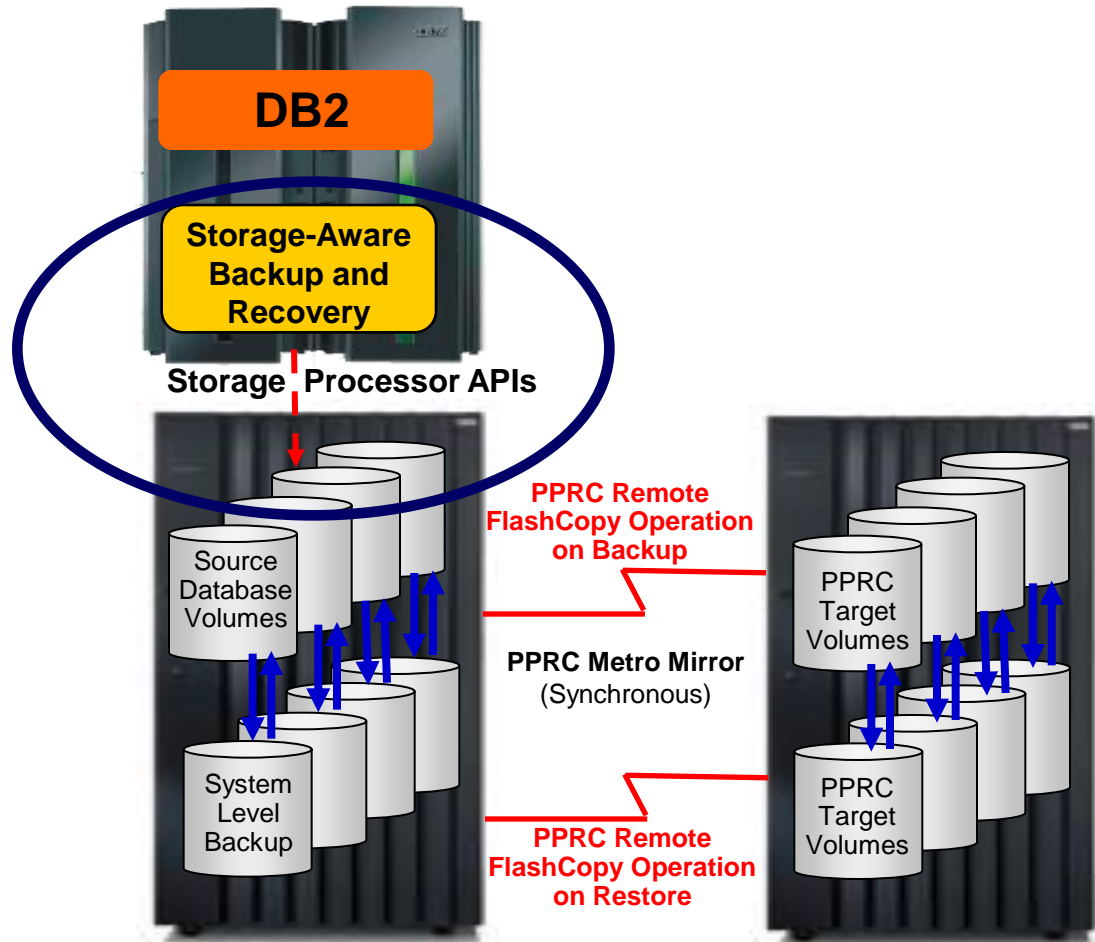 DB2
Storage-Aware
Backup and
Recovery
Storage Processor APIs
Source
Database
Volumes
System
Level
Backup
PPRC Remote
FlashCopy Operation
on Backup
PPRC Metro Mirror
(Synchronous)
PPRC Remote
FlashCopy Operation
on Restore
PPRC
Target
Volumes
PPRC
Target
Volumes